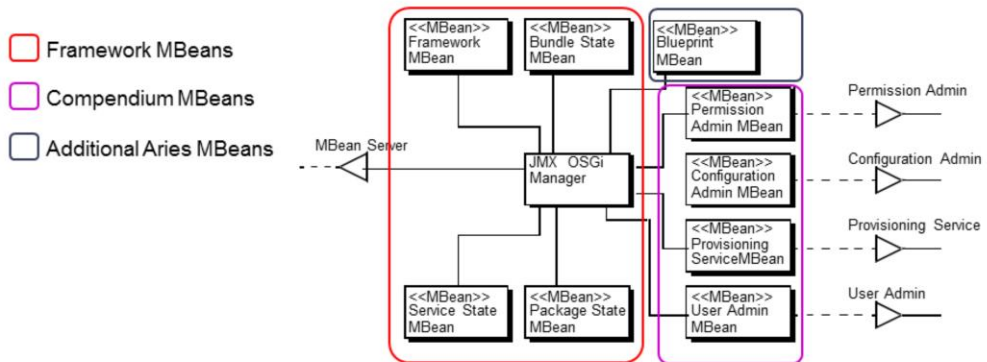 Framework MBeans
Compendium MBeans
Additional Aries MBeans
<<MBean>>
Framework
MBean
<<MBean>>
Bundle State
MBean
<<MBean>>
Blueprint
MBean
MBean Server
JMX OSGi
Manager
<<MBean>>
Permission
Admin MBean
Permission Admin
<<MBean>>
Configuration
Admin MBean
Configuration Admin
<<MBean>>
Provisioning
ServiceMBean
Provisioning Service
<<MBean>>
Service State
MBean
<<MBean>>
Package State
MBean
<<MBean>>
User Admin
MBean
User Admin